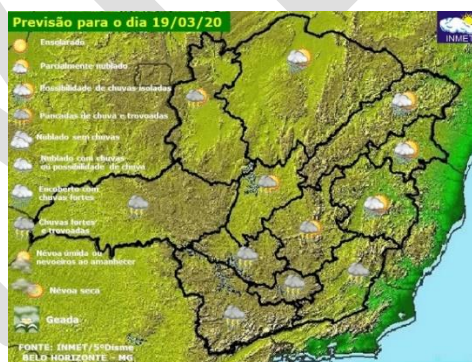 Previsão para o dia 19/03/20
INMET
Ensolarado
Parcialmente nublado
Possibilidade de chuvas isoladas
Pancadas de chuva e trovoadas
Nublado sem chuvas
Nublado com chuvas
ou possibilidade de chuva
Encoberto com
chuvas fortes
Chuvas fortes
e trovoadas
Névoa úmida ou
nevoeiros ao amanhecer
Névoa seca
Geada
FONTE: INMET/5ºDisme
BELO HORIZONTE - MG